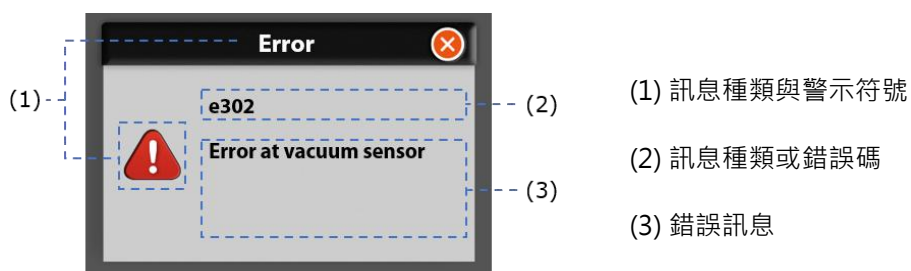 Error
(1)
e302
(2)
Error at vacuum sensor
(3)
(1) 訊息種類與警示符號
(2) 訊息種類或錯誤碼
(3) 錯誤訊息